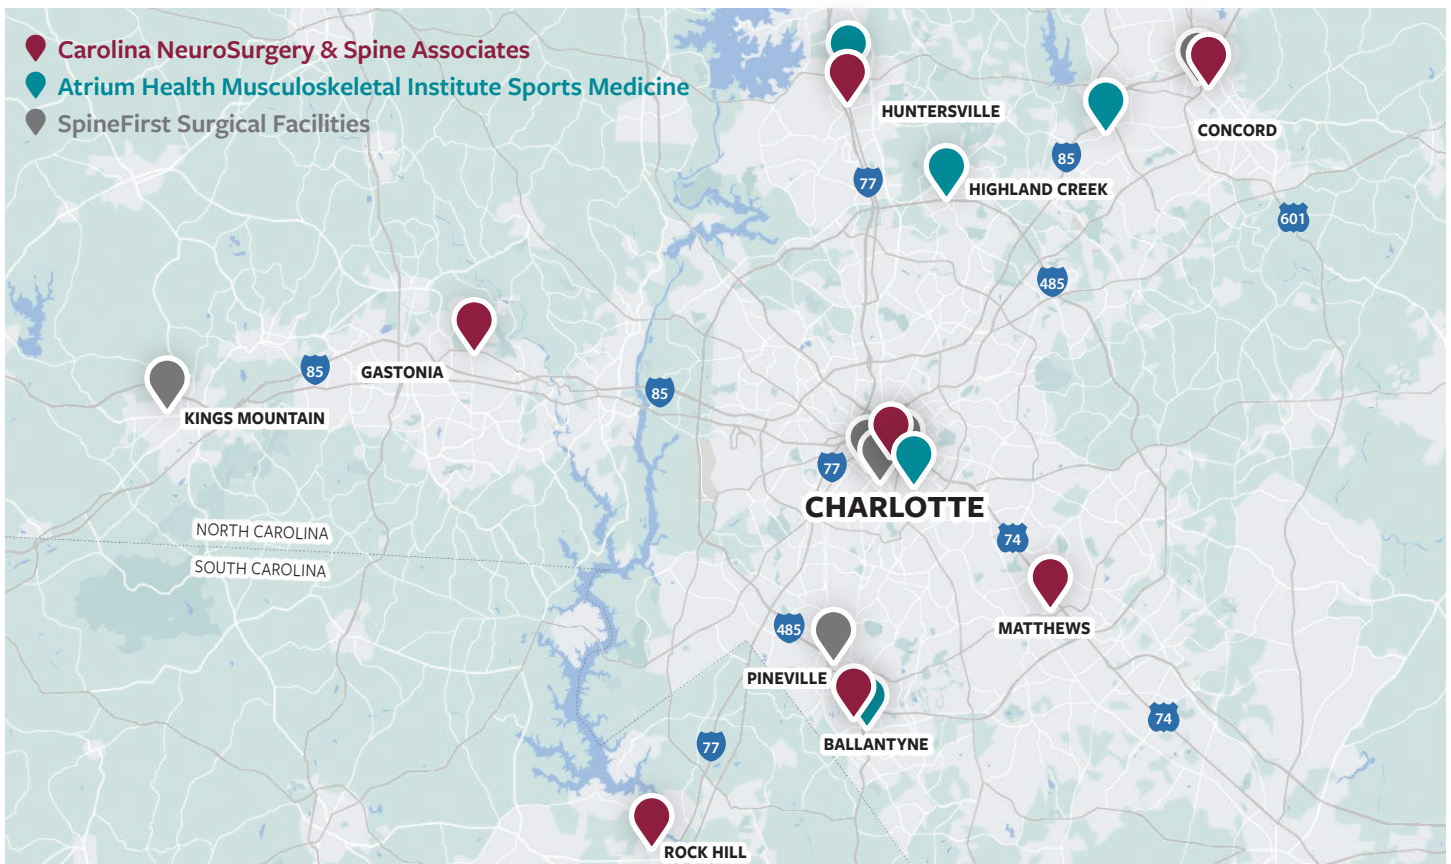 Carolina NeuroSurgery & Spine Associates
Atrium Health Musculoskeletal Institute Sports Medicine
SpineFirst Surgical Facilities
HUNTERSVILLE
CONCORD
85
77
HIGHLAND CREEK
601
485
85
GASTONIA
85
KINGS MOUNTAIN
77
CHARLOTTE
NORTH CAROLINA
74
SOUTH CAROLINA
485
MATTHEWS
PINEVILLE
74
77
BALLANTYNE
ROCK HILL